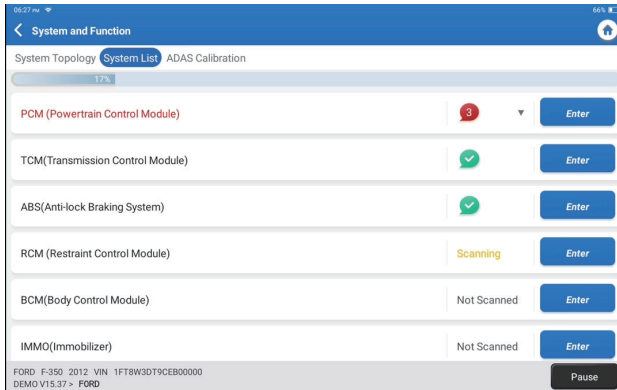 06:27 PM 66%
System and Function
System Topology System List ADAS Calibration
17%
PCM (Powertrain Control Module) 3 Enter
TCM(Transmission Control Module) Enter
ABS(Anti-lock Braking System) Enter
RCM (Restraint Control Module) Scanning Enter
BCM(Body Control Module) Not Scanned Enter
IMMO(Immobilizer) Not Scanned Enter
FORD F-350 2012 VIN 1FT8W3DT9CEB00000
DEMO V15.37 > FORD
Pause